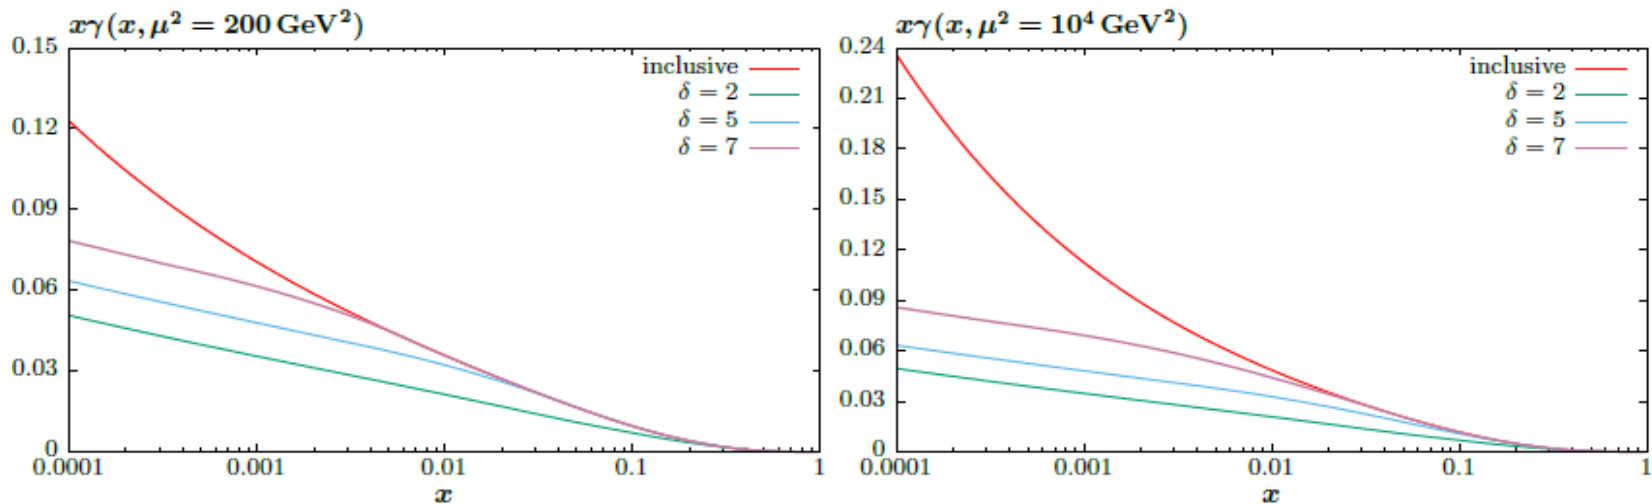 xγ(x, μ² = 200 GeV²)
0.15
0.12
0.09
0.06
0.03
0
inclusive
δ = 2
δ = 5
δ = 7
0.0001 0.001 0.01 0.1 1
x
xγ(x, μ² = 10⁴ GeV²)
0.24
0.21
0.18
0.15
0.12
0.09
0.06
0.03
0
inclusive
δ = 2
δ = 5
δ = 7
0.0001 0.001 0.01 0.1 1
x